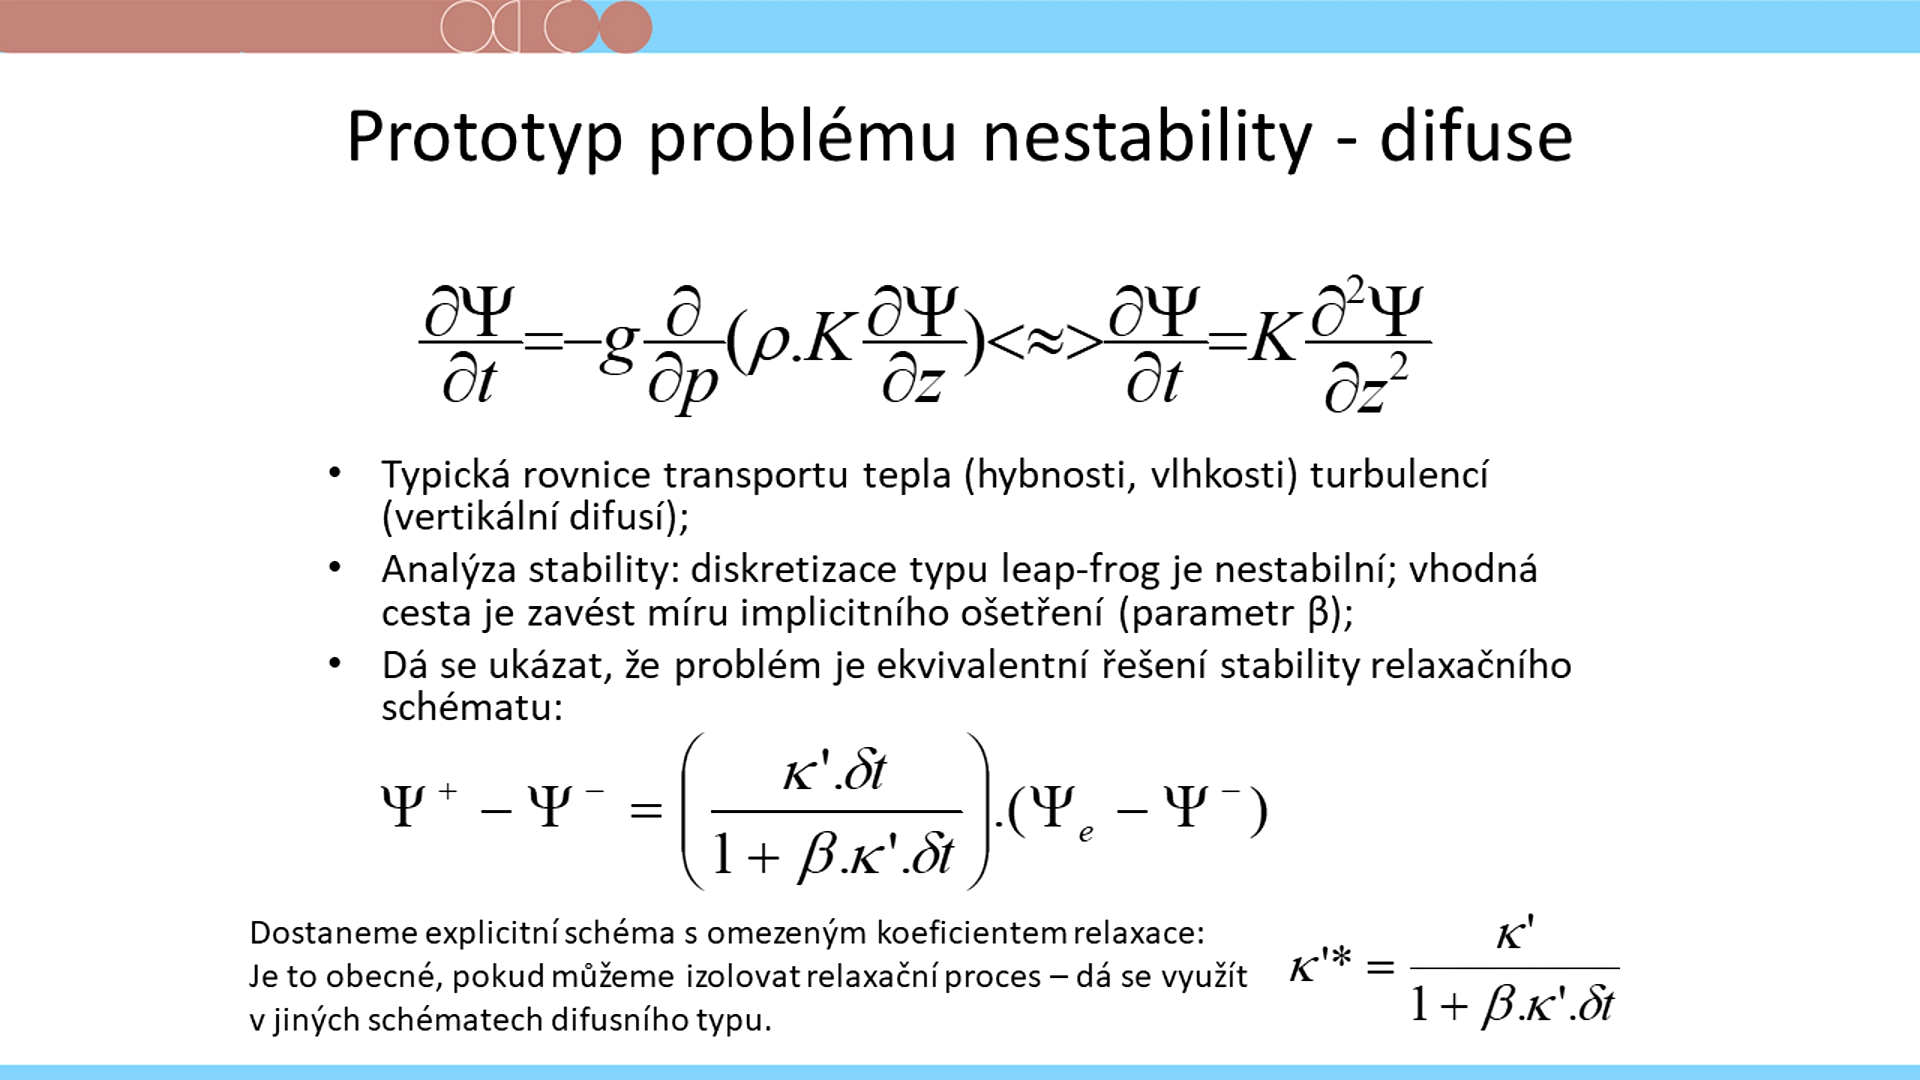 Prototyp problému nestability - difuse
∂Ψ/∂t=−g ∂/∂p(ρ.K ∂Ψ/∂z)<≈>∂Ψ/∂t=K ∂²Ψ/∂z²
• Typická rovnice transportu tepla (hybnosti, vlhkosti) turbulencí
(vertikální difusí);
• Analýza stability: diskretizace typu leap-frog je nestabilní; vhodná
cesta je zavést míru implicitního ošetření (parametr β);
• Dá se ukázat, že problém je ekvivalentní řešení stability relaxačního
schématu:
Ψ⁺ − Ψ⁻ = (κ'.δt / 1 + β.κ'.δt).(Ψₑ − Ψ⁻)
Dostaneme explicitní schéma s omezeným koeficientem relaxace:
Je to obecné, pokud můžeme izolovat relaxační proces – dá se využít
v jiných schématech difusního typu.
κ'* = κ' / 1 + β.κ'.δt